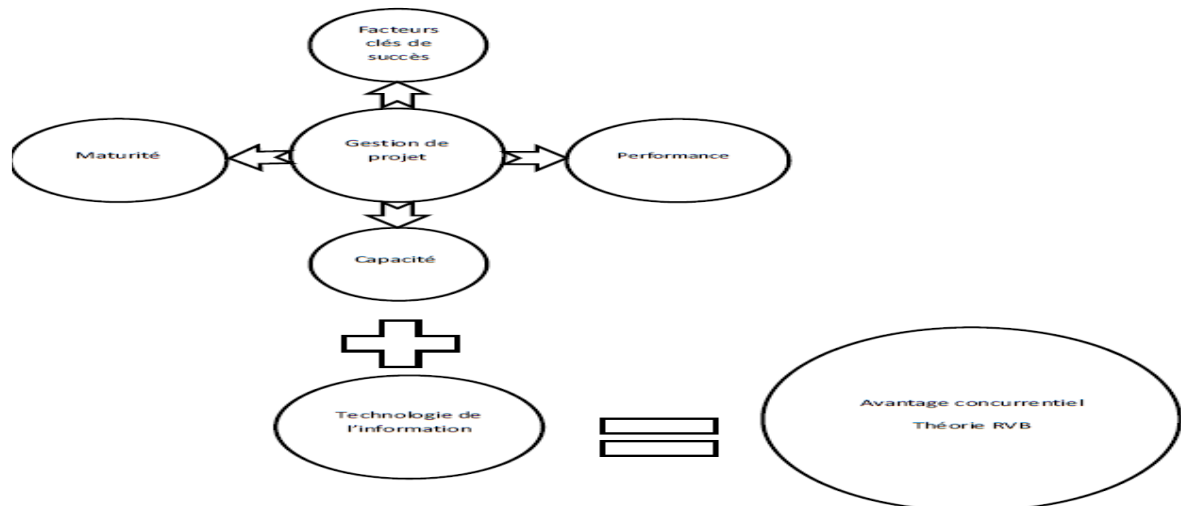 Facteurs
clés de
succès
Maturité
Gestion de
projet
Performance
Capacité
Technologie de
l'information
Avantage concurrentiel
Théorie RVB